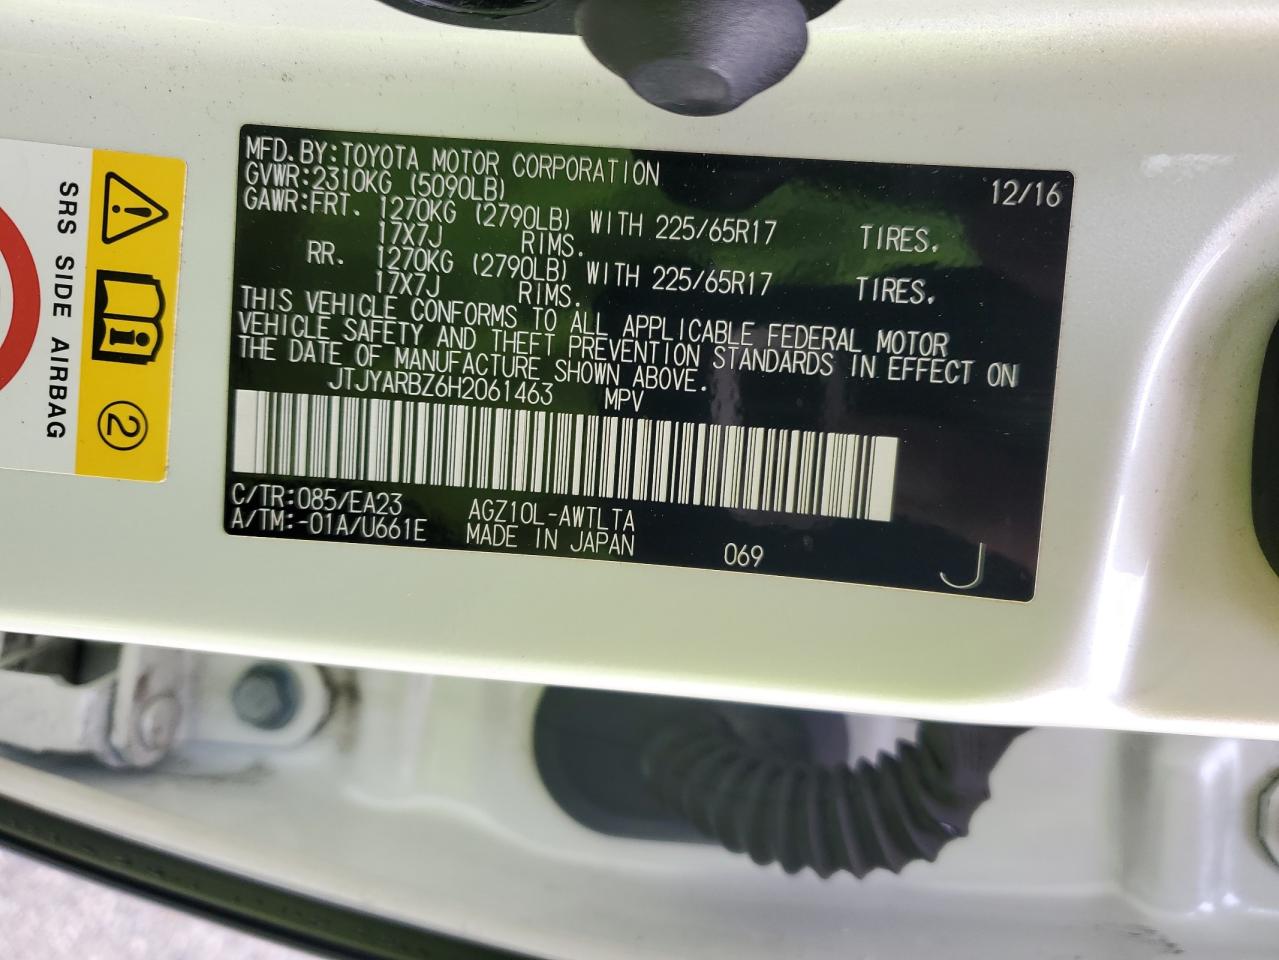 MFD.BY:TOYOTA MOTOR CORPORATION 12/16
GVWR:2310KG (5090LB)
GAWR:FRT. 1270KG (2790LB) WITH 225/65R17 TIRES.
17X7J RIMS.
RR. 1270KG (2790LB) WITH 225/65R17 TIRES.
17X7J RIMS.
THIS VEHICLE CONFORMS TO ALL APPLICABLE FEDERAL MOTOR
VEHICLE SAFETY AND THEFT PREVENTION STANDARDS IN EFFECT ON
THE DATE OF MANUFACTURE SHOWN ABOVE.
JTJYARBZ6H2061463 MPV
C/TR:085/EA23 AGZ10L-AWTLTA
A/TM:-01A/U661E MADE IN JAPAN 069 J
SRS SIDE AIRBAG
2